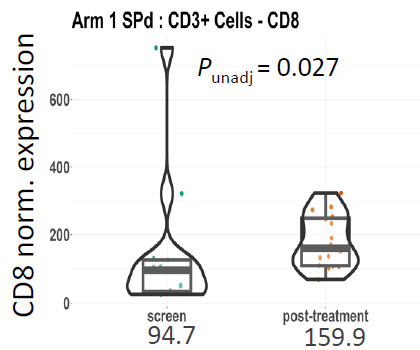 Arm 1 SPd : CD3+ Cells - CD8
P unadj = 0.027
CD8 norm. expression
600
400
200
0
screen
post-treatment
94.7
159.9